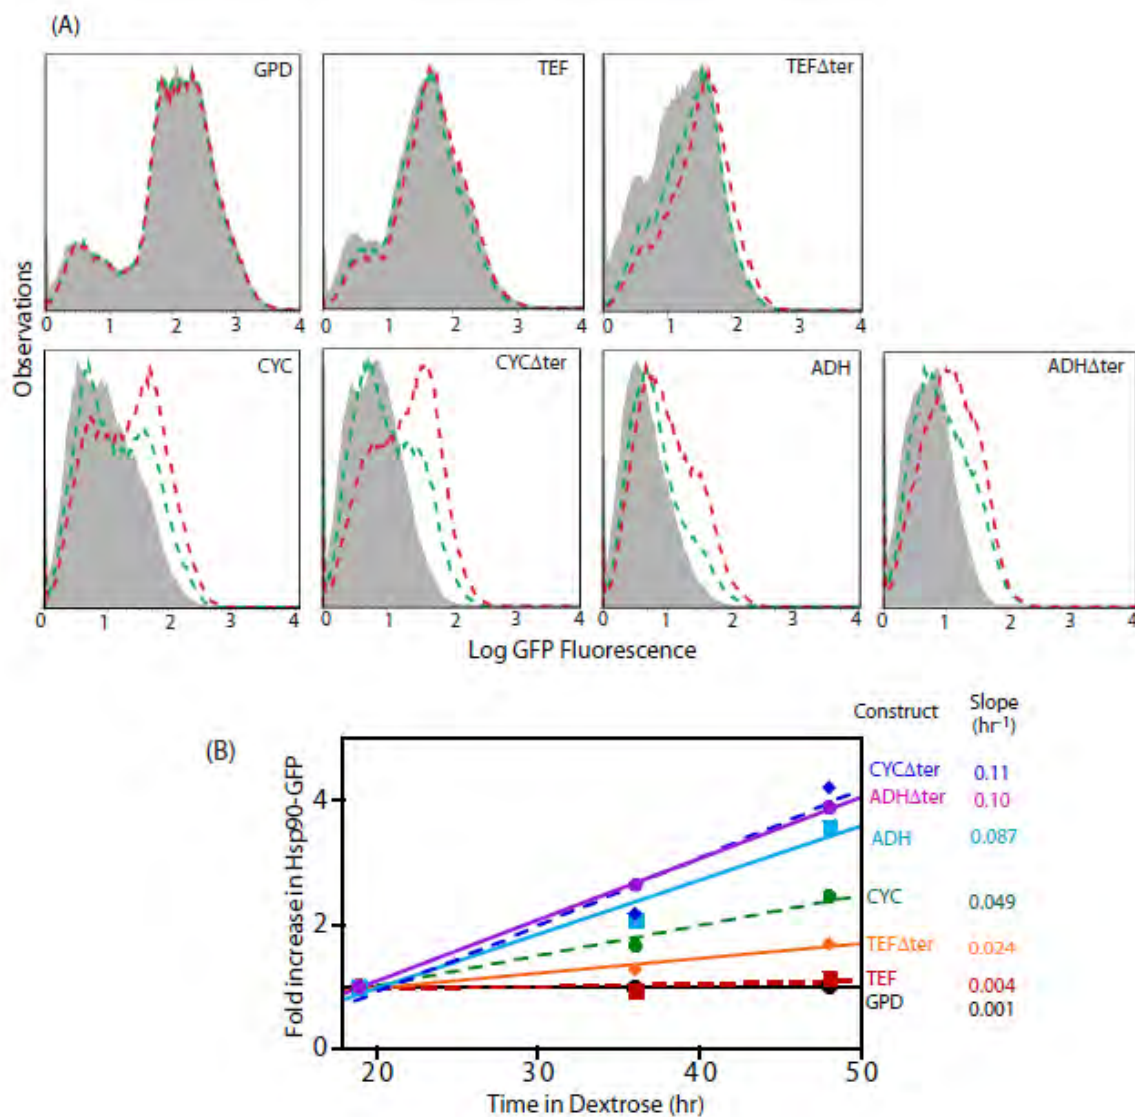 (A)
GPD
TEF
TEFΔter
Observations
0 1 2 3 4
0 1 2 3 4
0 1 2 3 4
CYC
CYCΔter
ADH
ADHΔter
0 1 2 3 4
0 1 2 3 4
0 1 2 3 4
0 1 2 3 4
Log GFP Fluorescence
(B)
Construct
Slope
(hr⁻¹)
Fold increase in Hsp90-GFP
4
2
0
CYCΔter 0.11
ADHΔter 0.10
ADH 0.087
CYC 0.049
TEFΔter 0.024
TEF 0.004
GPD 0.001
20 30 40 50
Time in Dextrose (hr)